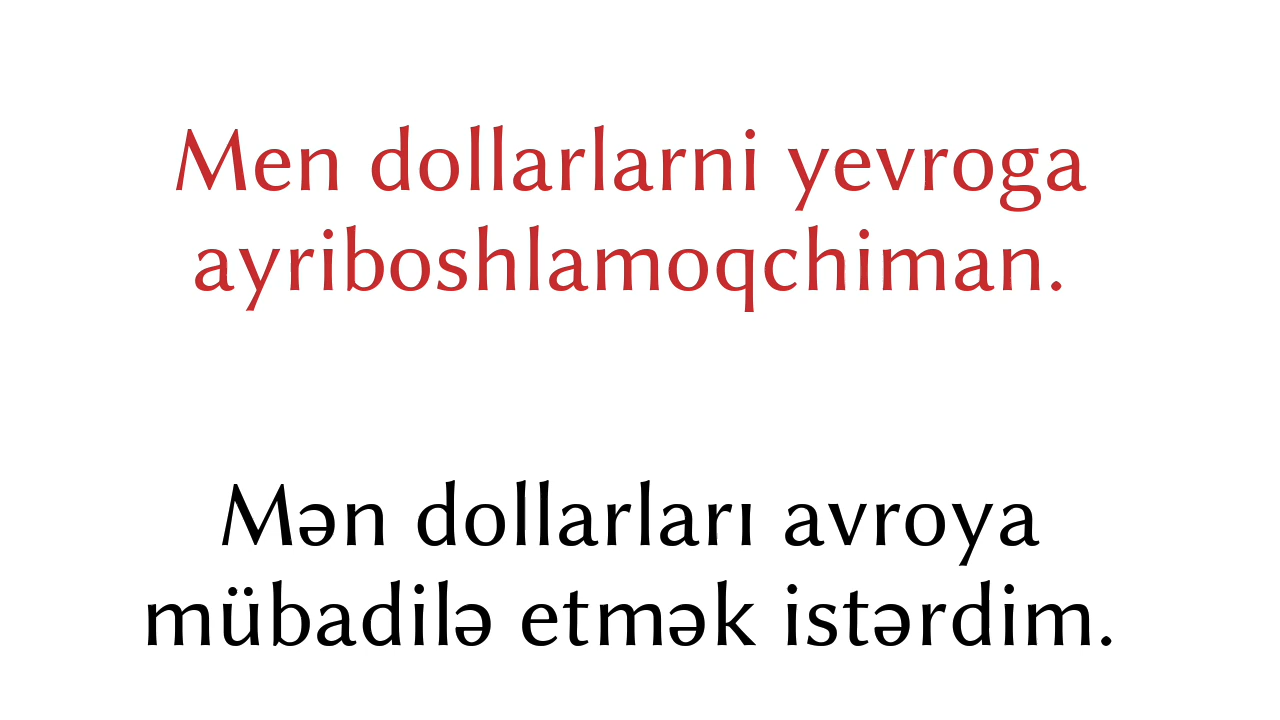 Men dollarlarni yevroga
ayriboshlamoqchiman.
Mən dollarları avroya
mübadilə etmək istərdim.